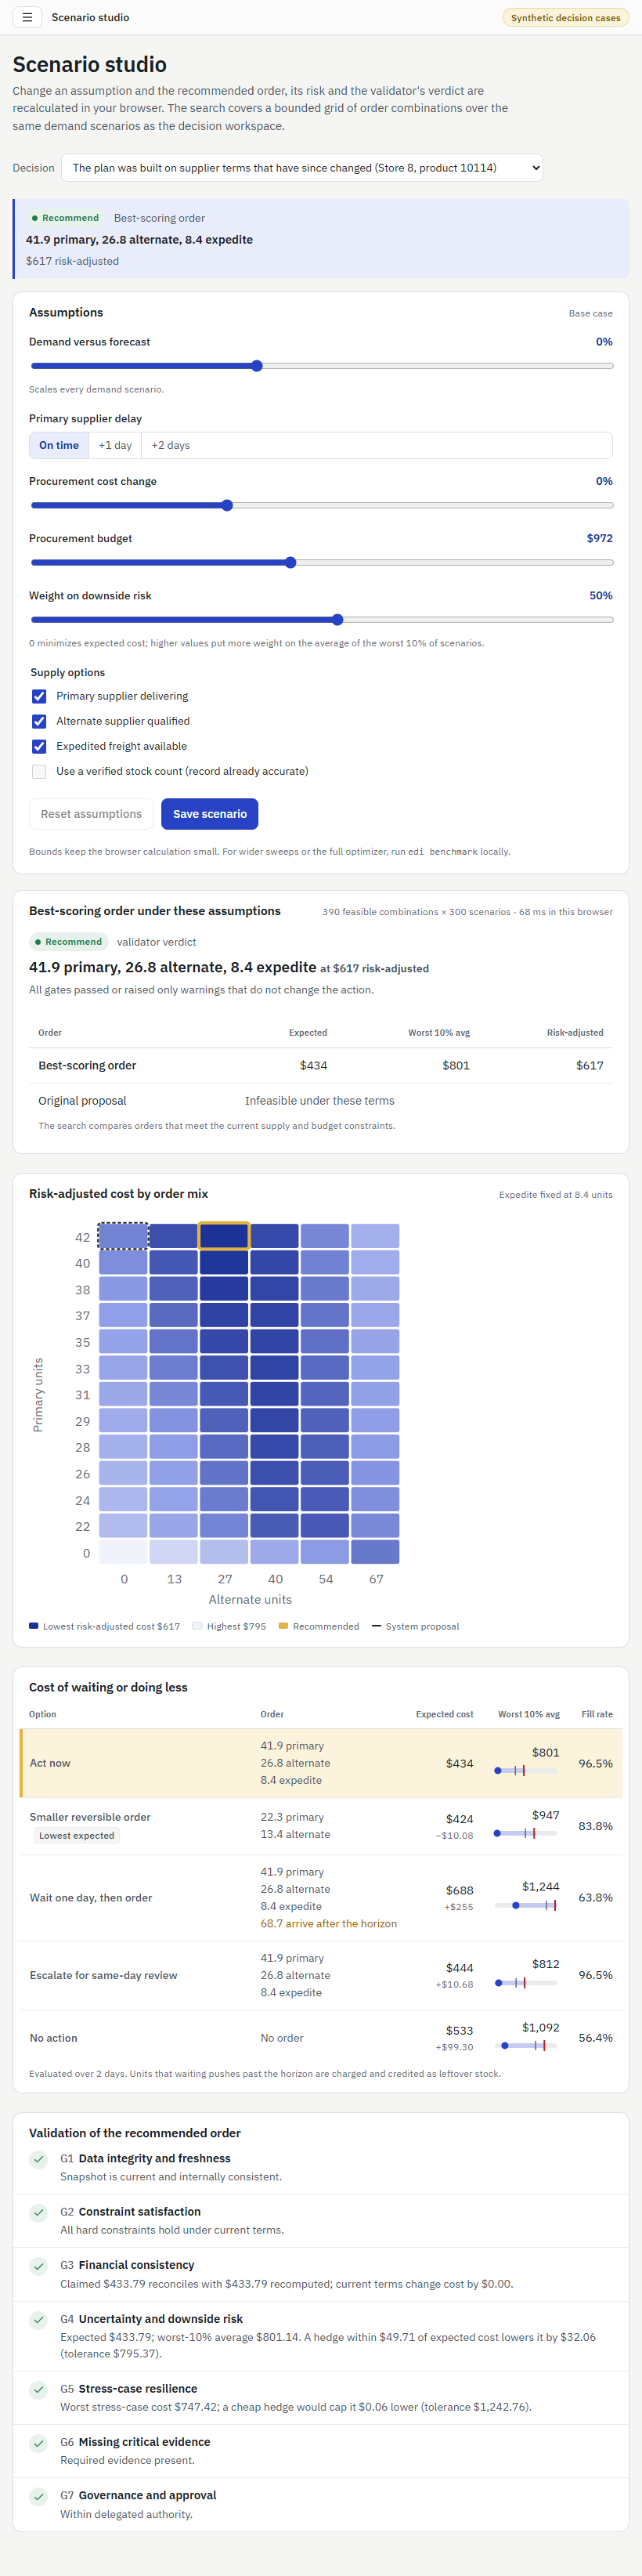 ☰ Scenario studio Synthetic decision cases
Scenario studio
Change an assumption and the recommended order, its risk and the validator's verdict are
recalculated in your browser. The search covers a bounded grid of order combinations over the
same demand scenarios as the decision workspace.
Decision The plan was built on supplier terms that have since changed (Store 8, product 10114)
Recommend Best-scoring order
41.9 primary, 26.8 alternate, 8.4 expedite
$617 risk-adjusted
Assumptions Base case
Demand versus forecast 0%
Scales every demand scenario.
Primary supplier delay
On time +1 day +2 days
Procurement cost change 0%
Procurement budget $972
Weight on downside risk 50%
0 minimizes expected cost; higher values put more weight on the average of the worst 10% of scenarios.
Supply options
Primary supplier delivering
Alternate supplier qualified
Expedited freight available
Use a verified stock count (record already accurate)
Reset assumptions Save scenario
Bounds keep the browser calculation small. For wider sweeps or the full optimizer, run edi benchmark locally.
Best-scoring order under these assumptions 390 feasible combinations × 300 scenarios · 68 ms in this browser
Recommend validator verdict
41.9 primary, 26.8 alternate, 8.4 expedite at $617 risk-adjusted
All gates passed or raised only warnings that do not change the action.
Order Expected Worst 10% avg Risk-adjusted
Best-scoring order $434 $801 $617
Original proposal Infeasible under these terms
The search compares orders that meet the current supply and budget constraints.
Risk-adjusted cost by order mix Expedite fixed at 8.4 units
Primary units
42
40
38
37
35
33
31
29
28
26
24
22
0
0 13 27 40 54 67
Alternate units
Lowest risk-adjusted cost $617 Highest $795 Recommended System proposal
Cost of waiting or doing less
Option Order Expected cost Worst 10% avg Fill rate
Act now
41.9 primary
26.8 alternate
8.4 expedite
$434 $801 96.5%
Smaller reversible order
Lowest expected
22.3 primary
13.4 alternate
$424
−$10.08
$947 83.8%
Wait one day, then order
41.9 primary
26.8 alternate
8.4 expedite
68.7 arrive after the horizon
$688
+$255
$1,244 63.8%
Escalate for same-day review
41.9 primary
26.8 alternate
8.4 expedite
$444
+$10.68
$812 96.5%
No action No order
$533
+$99.30
$1,092 56.4%
Evaluated over 2 days. Units that waiting pushes past the horizon are charged and credited as leftover stock.
Validation of the recommended order
G1 Data integrity and freshness
Snapshot is current and internally consistent.
G2 Constraint satisfaction
All hard constraints hold under current terms.
G3 Financial consistency
Claimed $433.79 reconciles with $433.79 recomputed; current terms change cost by $0.00.
G4 Uncertainty and downside risk
Expected $433.79; worst-10% average $801.14. A hedge within $49.71 of expected cost lowers it by $32.06
(tolerance $795.37).
G5 Stress-case resilience
Worst stress-case cost $747.42; a cheap hedge would cap it $0.06 lower (tolerance $1,242.76).
G6 Missing critical evidence
Required evidence present.
G7 Governance and approval
Within delegated authority.